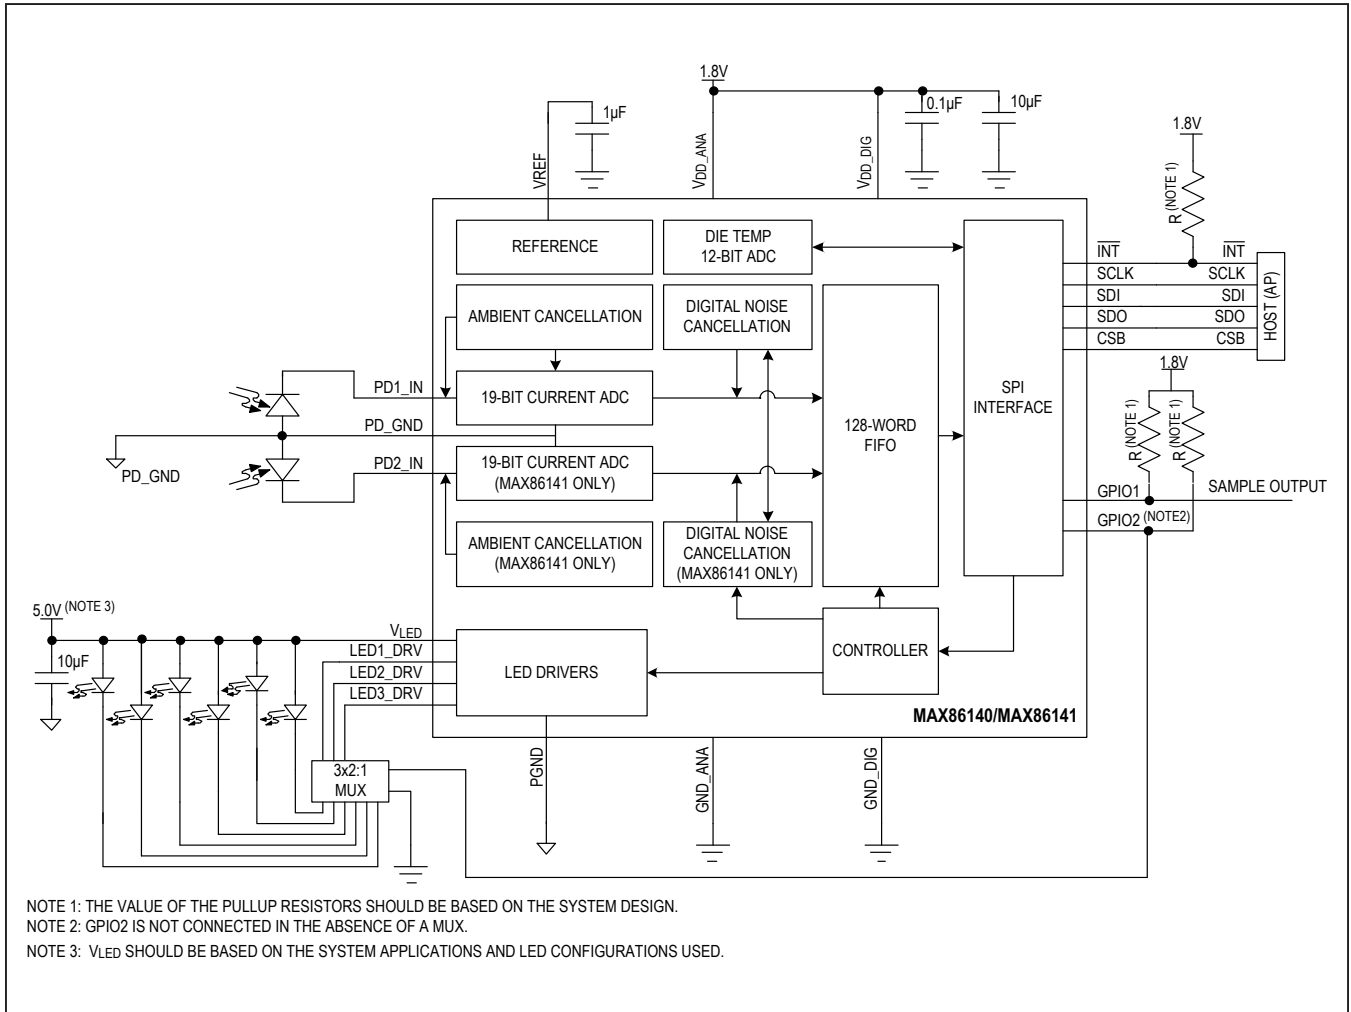 1.8V
0.1µF
10µF
1µF
VREF
VDD_ANA
VDD_DIG
1.8V
R (NOTE 1)
REFERENCE
DIE TEMP
12-BIT ADC
INT
INT
SCLK
SCLK
SDI
SDI
SDO
SDO
CSB
CSB
HOST (AP)
AMBIENT CANCELLATION
DIGITAL NOISE
CANCELLATION
PD1_IN
19-BIT CURRENT ADC
128-WORD
FIFO
SPI
INTERFACE
1.8V
R (NOTE 1)
R (NOTE 1)
PD_GND
PD_GND
PD2_IN
19-BIT CURRENT ADC
(MAX86141 ONLY)
GPIO1
SAMPLE OUTPUT
GPIO2 (NOTE2)
AMBIENT CANCELLATION
(MAX86141 ONLY)
DIGITAL NOISE
CANCELLATION
(MAX86141 ONLY)
5.0V (NOTE 3)
10µF
VLED
LED1_DRV
LED2_DRV
LED3_DRV
LED DRIVERS
CONTROLLER
MAX86140/MAX86141
3x2:1
MUX
PGND
GND_ANA
GND_DIG
NOTE 1: THE VALUE OF THE PULLUP RESISTORS SHOULD BE BASED ON THE SYSTEM DESIGN.
NOTE 2: GPIO2 IS NOT CONNECTED IN THE ABSENCE OF A MUX.
NOTE 3: VLED SHOULD BE BASED ON THE SYSTEM APPLICATIONS AND LED CONFIGURATIONS USED.